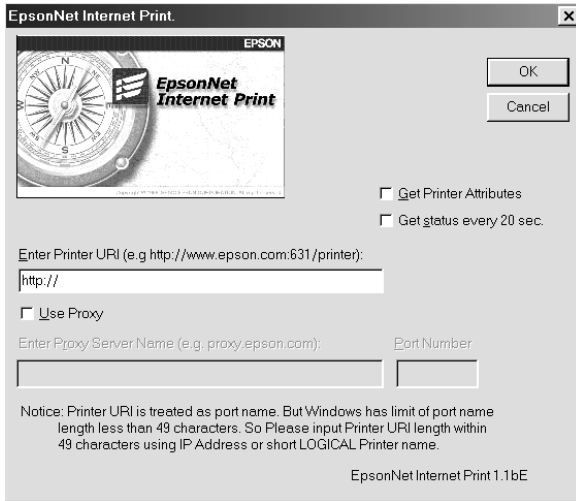 EpsonNet Internet Print.
EPSON
EpsonNet
Internet Print
OK
Cancel
Get Printer Attributes
Get status every 20 sec.
Enter Printer URI (e.g http://www.epson.com:631/printer):
http://
Use Proxy
Enter Proxy Server Name (e.g. proxy.epson.com):
Port Number
Notice: Printer URI is treated as port name. But Windows has limit of port name
length less than 49 characters. So Please input Printer URI length within
49 characters using IP Address or short LOGICAL Printer name.
EpsonNet Internet Print 1.1bE